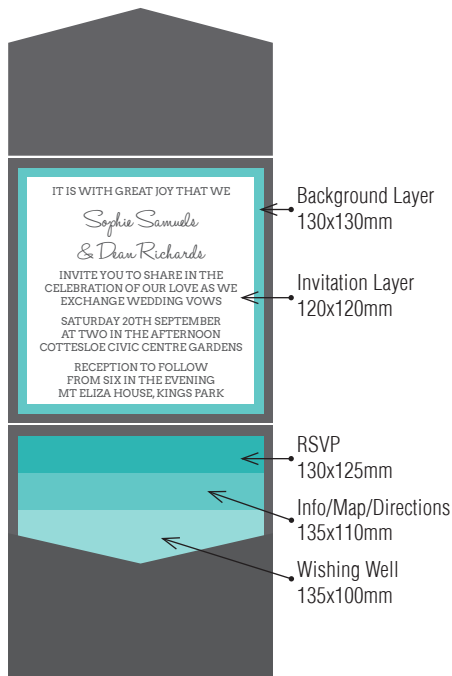 IT IS WITH GREAT JOY THAT WE
Sophie Samuels
& Dean Richards
INVITE YOU TO SHARE IN THE
CELEBRATION OF OUR LOVE AS WE
EXCHANGE WEDDING VOWS
SATURDAY 20TH SEPTEMBER
AT TWO IN THE AFTERNOON
COTTESLOE CIVIC CENTRE GARDENS
RECEPTION TO FOLLOW
FROM SIX IN THE EVENING
MT ELIZA HOUSE, KINGS PARK
Background Layer
130x130mm
Invitation Layer
120x120mm
RSVP
130x125mm
Info/Map/Directions
135x110mm
Wishing Well
135x100mm